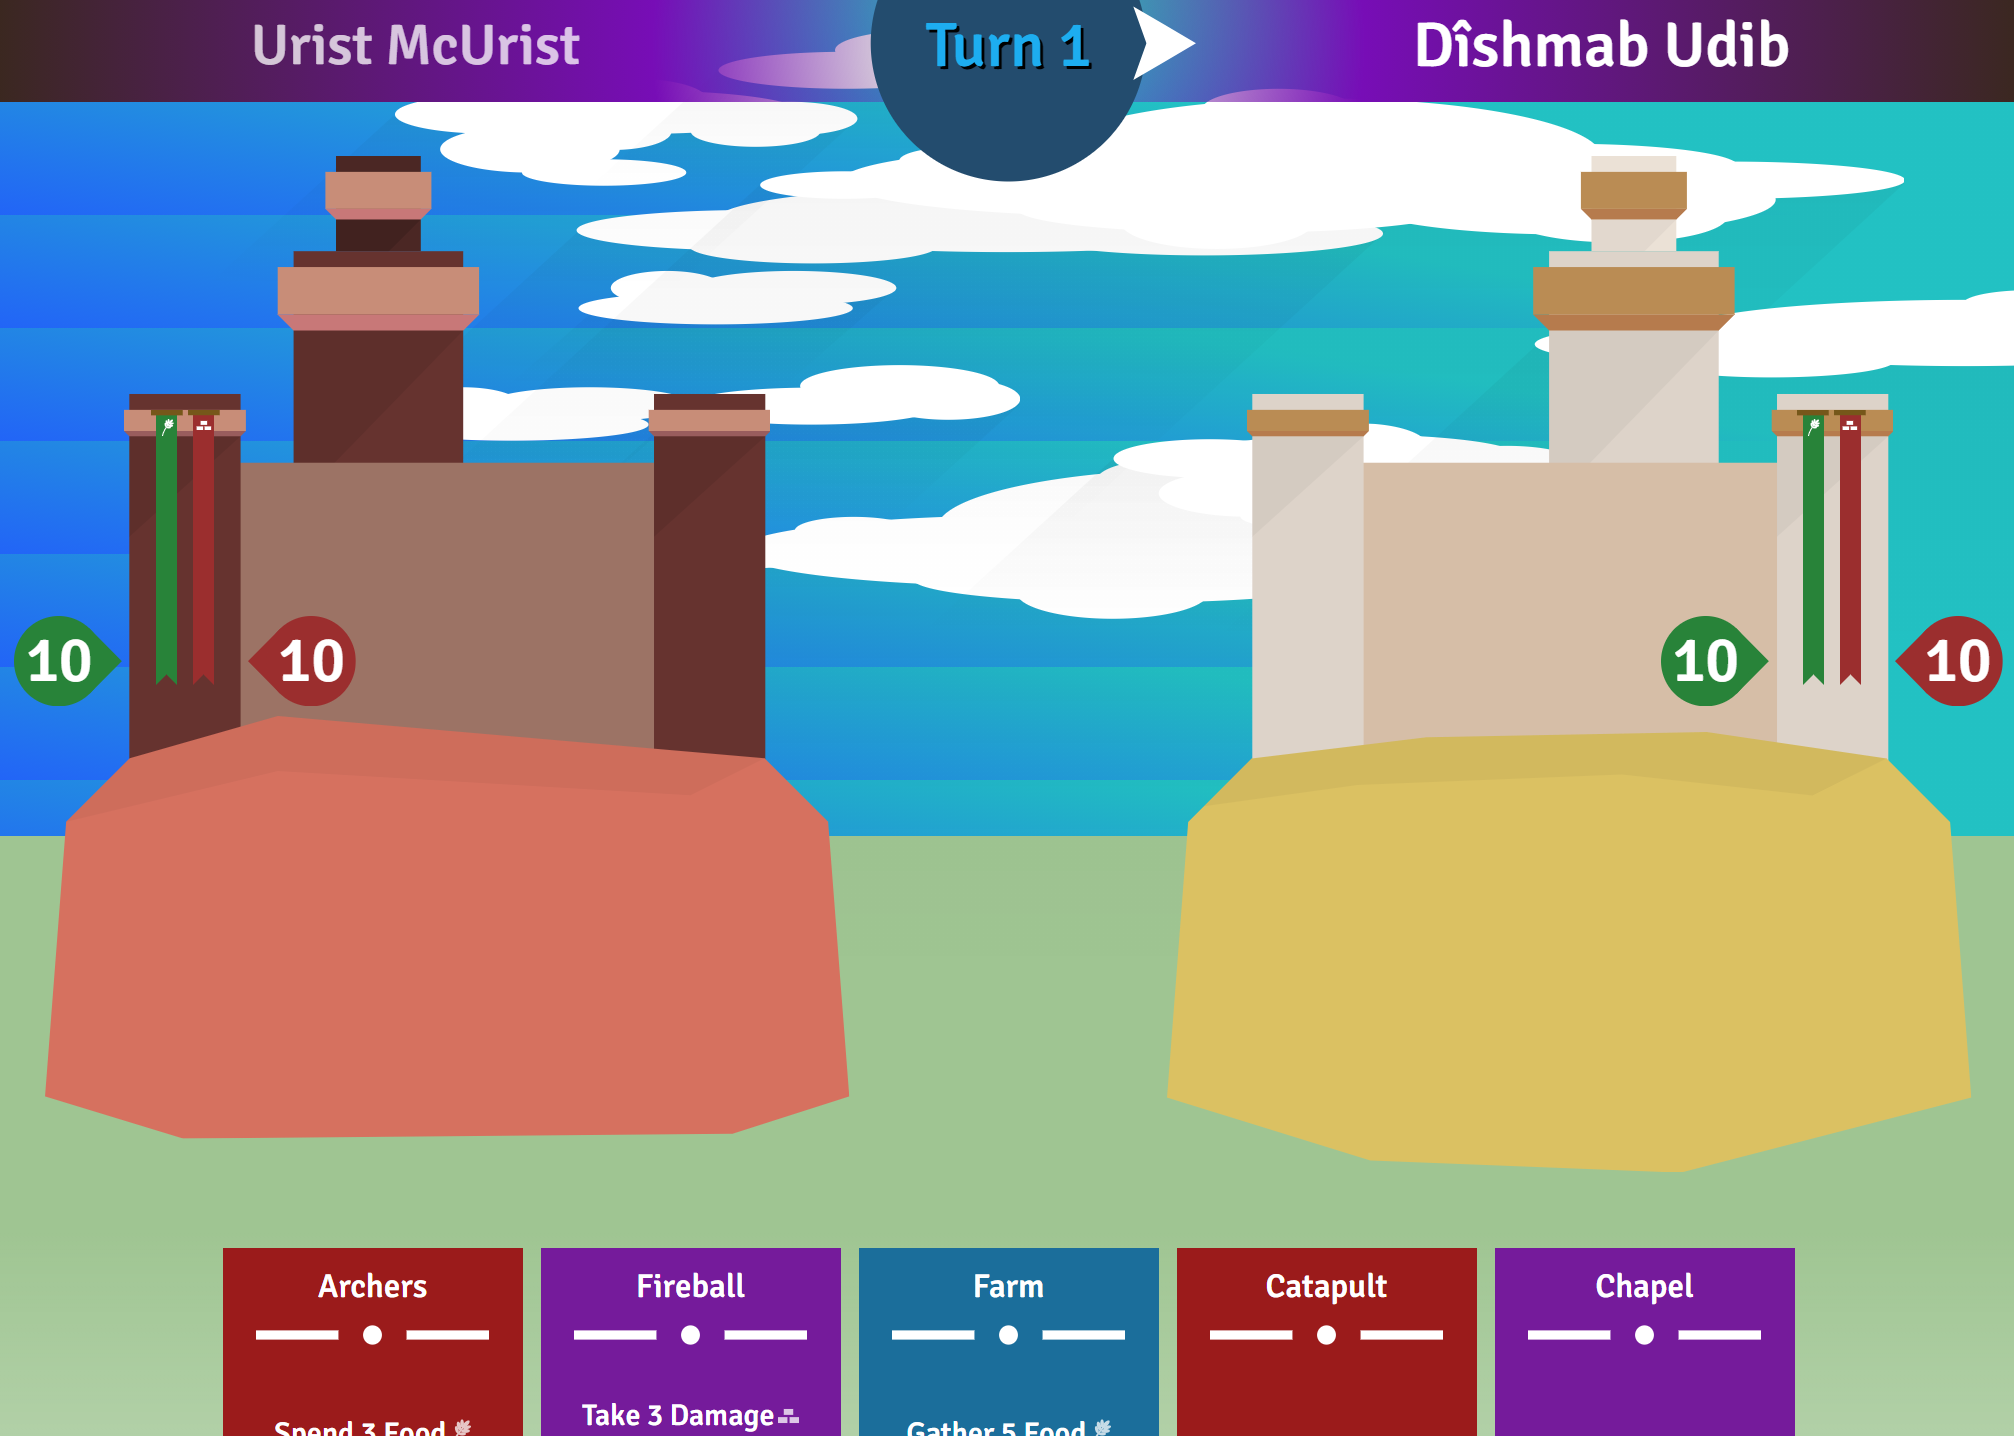 Urist McUrist
Turn 1
Dîshmab Udib
10
10
10
10
Archers
Spend 3 Food
Fireball
Take 3 Damage
Farm
Gather 5 Food
Catapult
Chapel